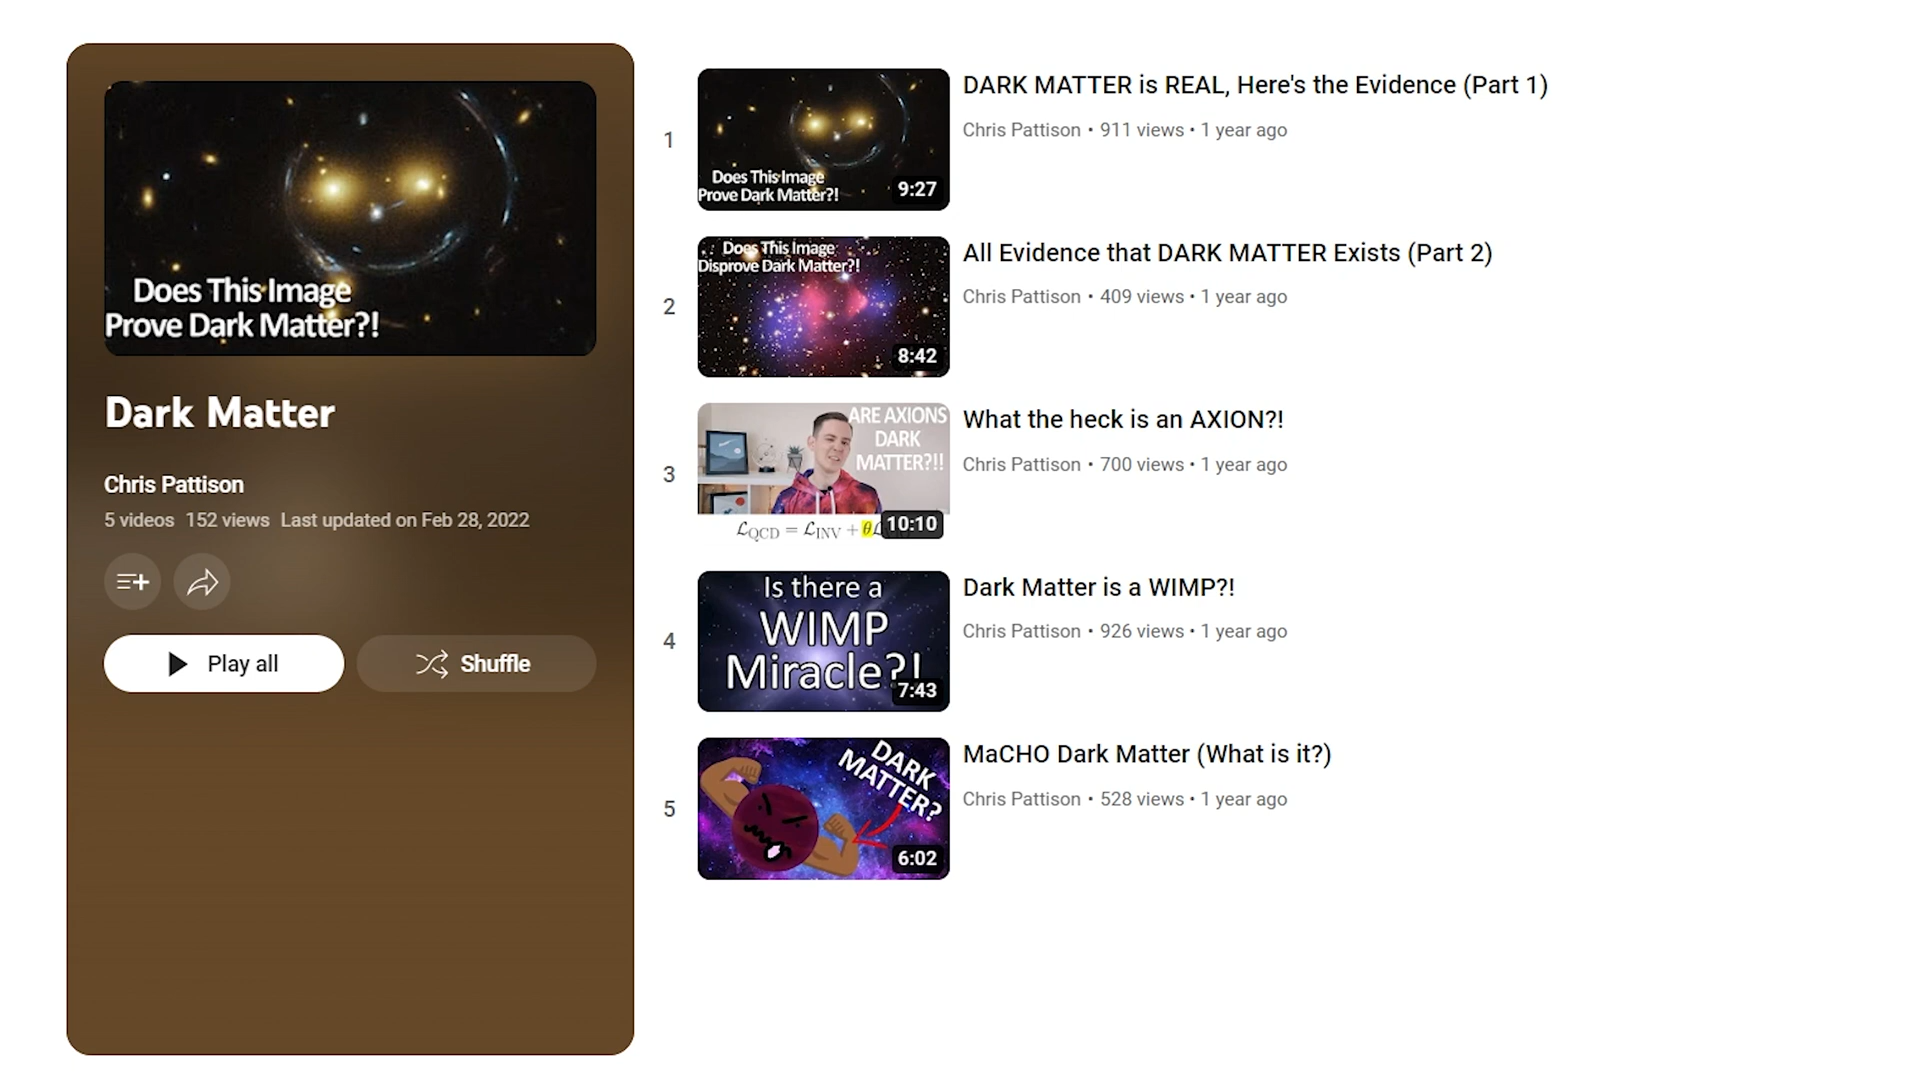 Does This Image
Prove Dark Matter?!
Dark Matter
Chris Pattison
5 videos 152 views Last updated on Feb 28, 2022
Play all
Shuffle
1
Does This Image
Prove Dark Matter?!
9:27
DARK MATTER is REAL, Here's the Evidence (Part 1)
Chris Pattison • 911 views • 1 year ago
2
Does This Image
Disprove Dark Matter?!
8:42
All Evidence that DARK MATTER Exists (Part 2)
Chris Pattison • 409 views • 1 year ago
3
ARE AXIONS
DARK
MATTER?!!
ℒQCD = ℒINV + θℒ
10:10
What the heck is an AXION?!
Chris Pattison • 700 views • 1 year ago
4
Is there a
WIMP
Miracle?!
7:43
Dark Matter is a WIMP?!
Chris Pattison • 926 views • 1 year ago
5
DARK
MATTER?
6:02
MaCHO Dark Matter (What is it?)
Chris Pattison • 528 views • 1 year ago